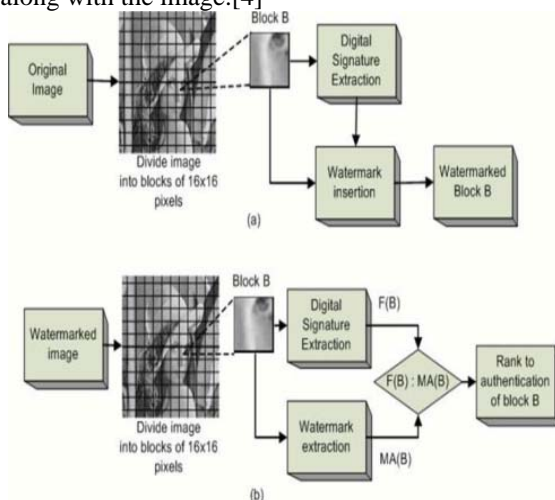 along with the image.[4]
Block B
Original
Image
Digital
Signature
Extraction
Divide image
into blocks of 16x16
pixels
Watermark
insertion
Watermarked
Block B
(a)
Block B
Watermarked
image
Digital
Signature
Extraction
F(B)
F(B) : MA(B)
Rank to
authentication
of block B
Divide image
into blocks of 16x16
pixels
Watermark
extraction
MA(B)
(b)